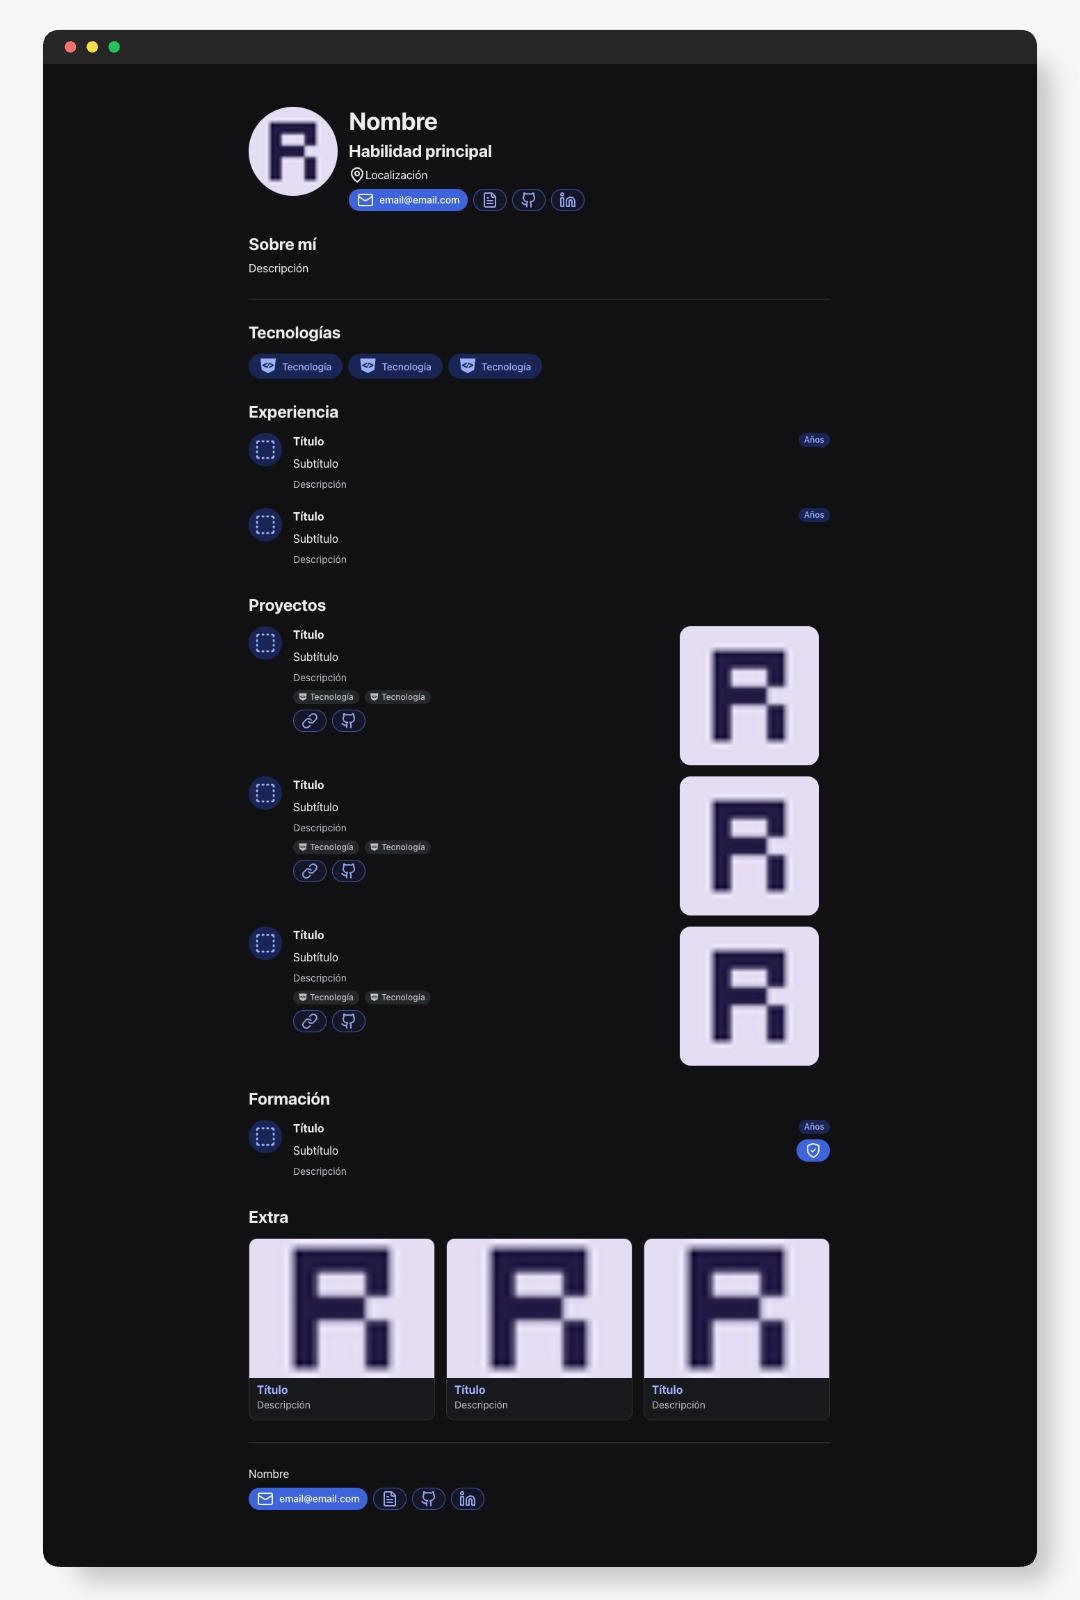 Nombre
Habilidad principal
Localización
email@email.com
Sobre mí
Descripción
Tecnologías
Tecnología Tecnología Tecnología
Experiencia
Título Años
Subtítulo
Descripción
Título Años
Subtítulo
Descripción
Proyectos
Título
Subtítulo
Descripción
Tecnología Tecnología
Título
Subtítulo
Descripción
Tecnología Tecnología
Título
Subtítulo
Descripción
Tecnología Tecnología
Formación
Título Años
Subtítulo
Descripción
Extra
Título Título Título
Descripción Descripción Descripción
Nombre
email@email.com